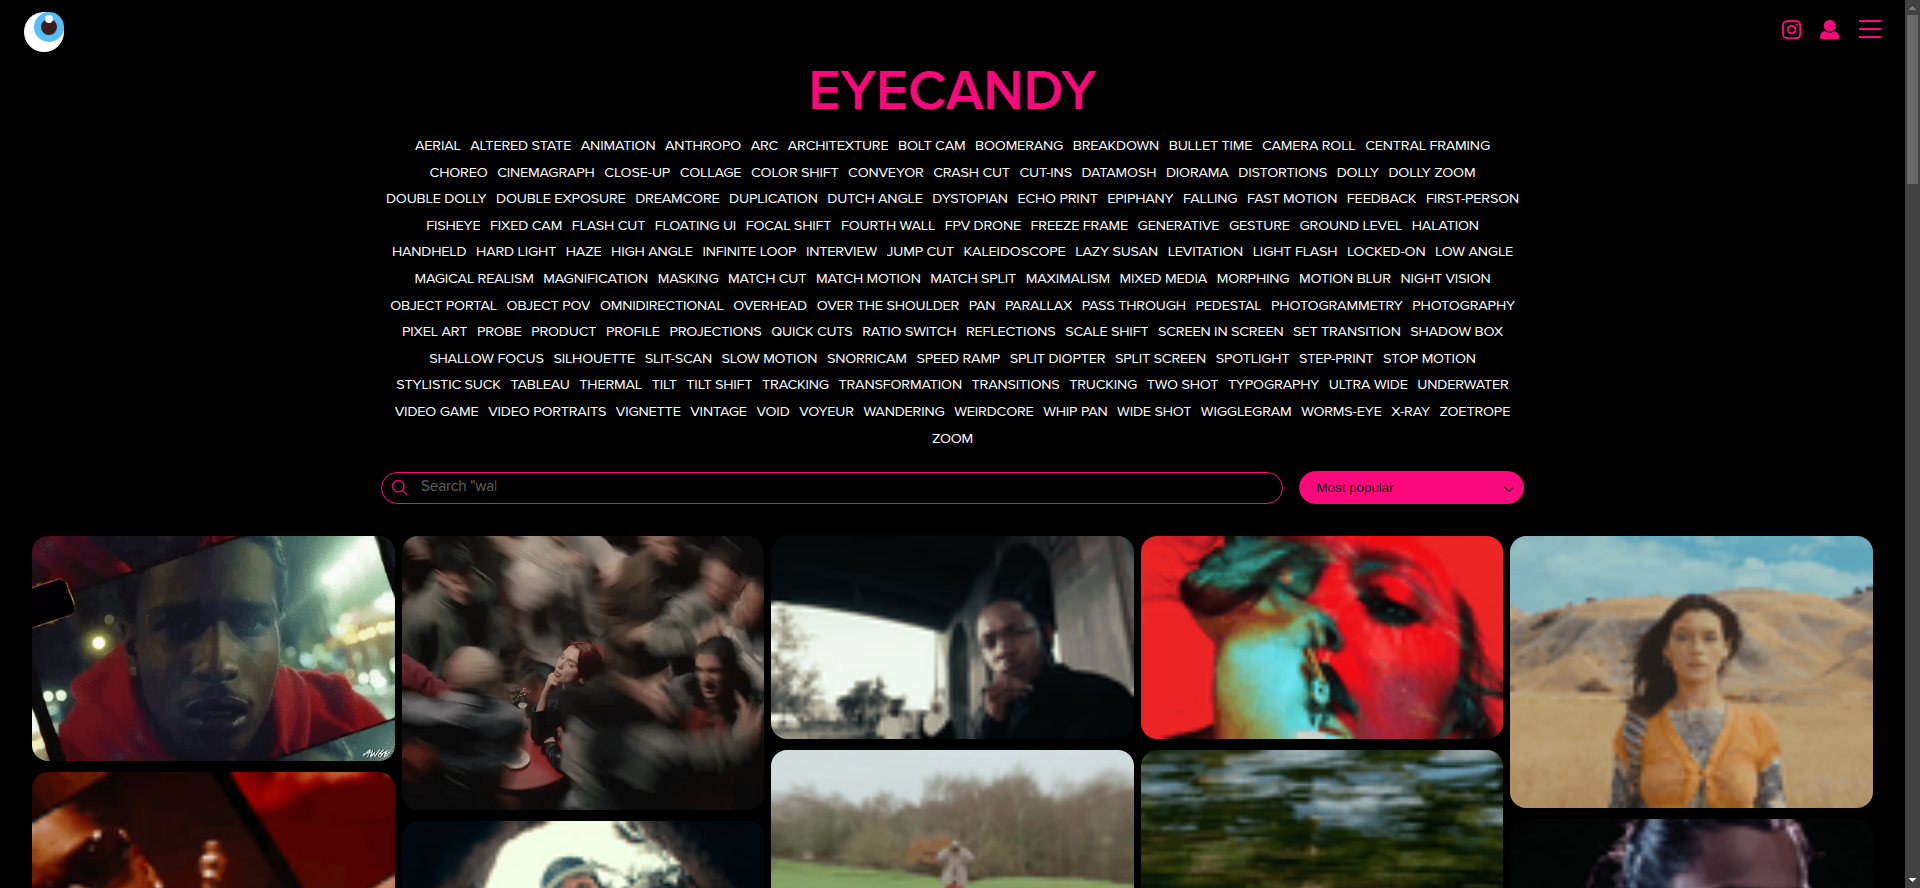 EYECANDY
AERIAL ALTERED STATE ANIMATION ANTHROPO ARC ARCHITEXTURE BOLT CAM BOOMERANG BREAKDOWN BULLET TIME CAMERA ROLL CENTRAL FRAMING
CHOREO CINEMAGRAPH CLOSE-UP COLLAGE COLOR SHIFT CONVEYOR CRASH CUT CUT-INS DATAMOSH DIORAMA DISTORTIONS DOLLY DOLLY ZOOM
DOUBLE DOLLY DOUBLE EXPOSURE DREAMCORE DUPLICATION DUTCH ANGLE DYSTOPIAN ECHO PRINT EPIPHANY FALLING FAST MOTION FEEDBACK FIRST-PERSON
FISHEYE FIXED CAM FLASH CUT FLOATING UI FOCAL SHIFT FOURTH WALL FPV DRONE FREEZE FRAME GENERATIVE GESTURE GROUND LEVEL HALATION
HANDHELD HARD LIGHT HAZE HIGH ANGLE INFINITE LOOP INTERVIEW JUMP CUT KALEIDOSCOPE LAZY SUSAN LEVITATION LIGHT FLASH LOCKED-ON LOW ANGLE
MAGICAL REALISM MAGNIFICATION MASKING MATCH CUT MATCH MOTION MATCH SPLIT MAXIMALISM MIXED MEDIA MORPHING MOTION BLUR NIGHT VISION
OBJECT PORTAL OBJECT POV OMNIDIRECTIONAL OVERHEAD OVER THE SHOULDER PAN PARALLAX PASS THROUGH PEDESTAL PHOTOGRAMMETRY PHOTOGRAPHY
PIXEL ART PROBE PRODUCT PROFILE PROJECTIONS QUICK CUTS RATIO SWITCH REFLECTIONS SCALE SHIFT SCREEN IN SCREEN SET TRANSITION SHADOW BOX
SHALLOW FOCUS SILHOUETTE SLIT-SCAN SLOW MOTION SNORRICAM SPEED RAMP SPLIT DIOPTER SPLIT SCREEN SPOTLIGHT STEP-PRINT STOP MOTION
STYLISTIC SUCK TABLEAU THERMAL TILT TILT SHIFT TRACKING TRANSFORMATION TRANSITIONS TRUCKING TWO SHOT TYPOGRAPHY ULTRA WIDE UNDERWATER
VIDEO GAME VIDEO PORTRAITS VIGNETTE VINTAGE VOID VOYEUR WANDERING WEIRDCORE WHIP PAN WIDE SHOT WIGGLEGRAM WORMS-EYE X-RAY ZOETROPE
ZOOM
Search "wa|
Most popular
AWGE